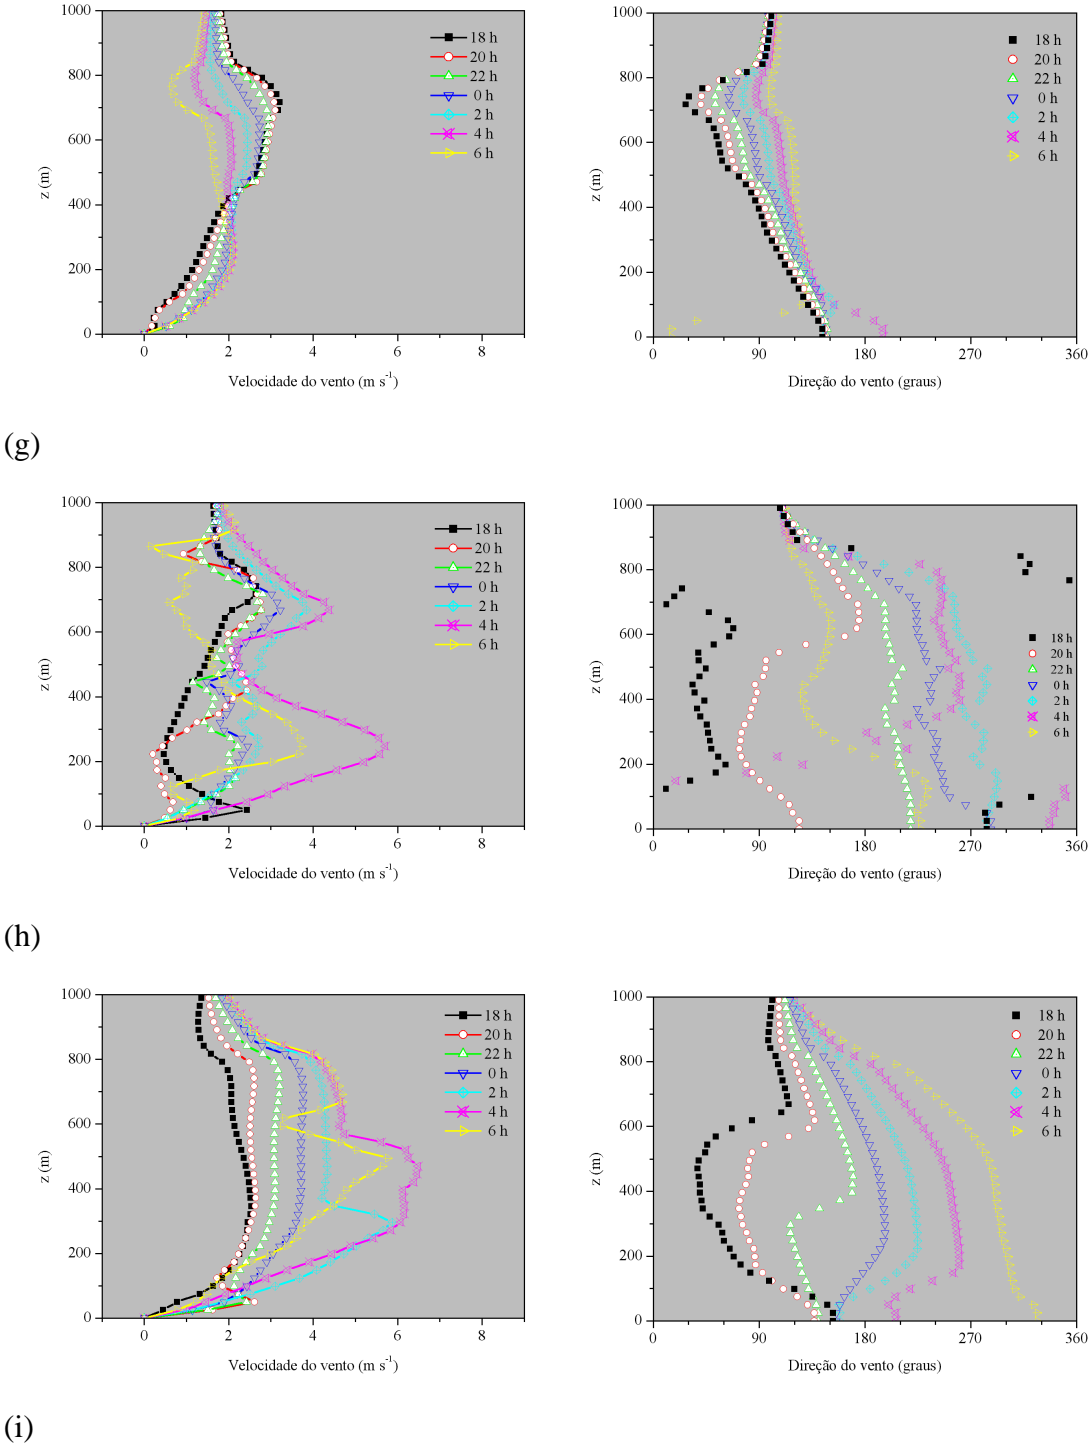 1000
800
600
400
200
0
z (m)
0 2 4 6 8
Velocidade do vento (m s⁻¹)
18 h
20 h
22 h
0 h
2 h
4 h
6 h
1000
800
600
400
200
0
z (m)
0 90 180 270 360
Direção do vento (graus)
18 h
20 h
22 h
0 h
2 h
4 h
6 h
(g)
1000
800
600
400
200
0
z (m)
0 2 4 6 8
Velocidade do vento (m s⁻¹)
18 h
20 h
22 h
0 h
2 h
4 h
6 h
1000
800
600
400
200
0
z (m)
0 90 180 270 360
Direção do vento (graus)
18 h
20 h
22 h
0 h
2 h
4 h
6 h
(h)
1000
800
600
400
200
0
z (m)
0 2 4 6 8
Velocidade do vento (m s⁻¹)
18 h
20 h
22 h
0 h
2 h
4 h
6 h
1000
800
600
400
200
0
z (m)
0 90 180 270 360
Direção do vento (graus)
18 h
20 h
22 h
0 h
2 h
4 h
6 h
(i)